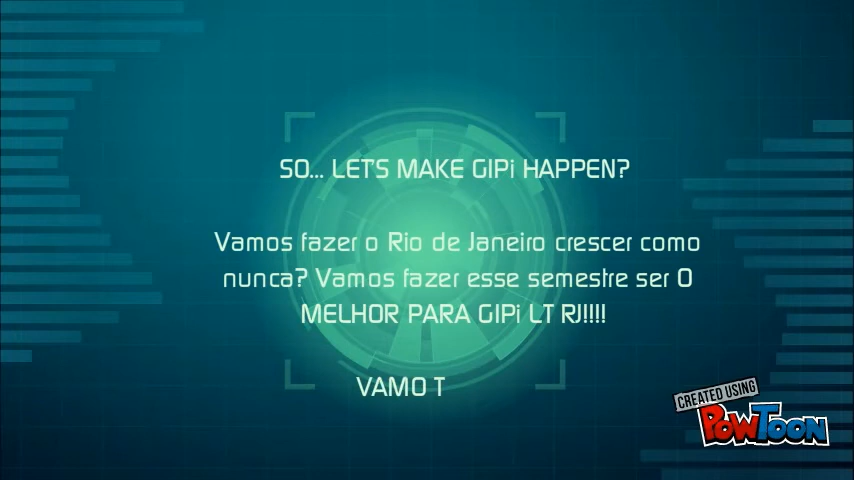 SO... LET'S MAKE GIPi HAPPEN?
Vamos fazer o Rio de Janeiro crescer como
nunca? Vamos fazer esse semestre ser O
MELHOR PARA GIPi LT RJ!!!!
VAMO T
CREATED USING
POWTOON